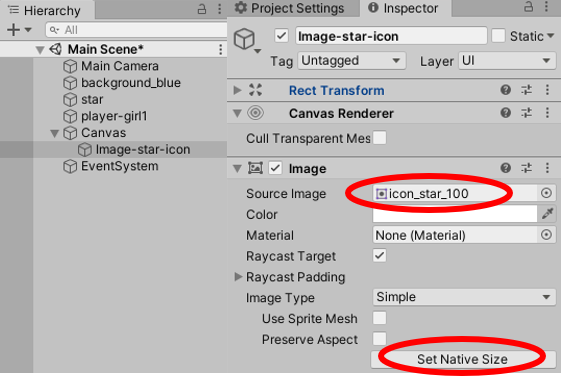 Hierarchy
All
Main Scene*
Main Camera
background_blue
star
player-girl1
Canvas
Image-star-icon
EventSystem
Project Settings
Inspector
Image-star-icon
Static
Tag Untagged Layer UI
Rect Transform
Canvas Renderer
Cull Transparent Mes
Image
Source Image icon_star_100
Color
Material None (Material)
Raycast Target
Raycast Padding
Image Type Simple
Use Sprite Mesh
Preserve Aspect
Set Native Size